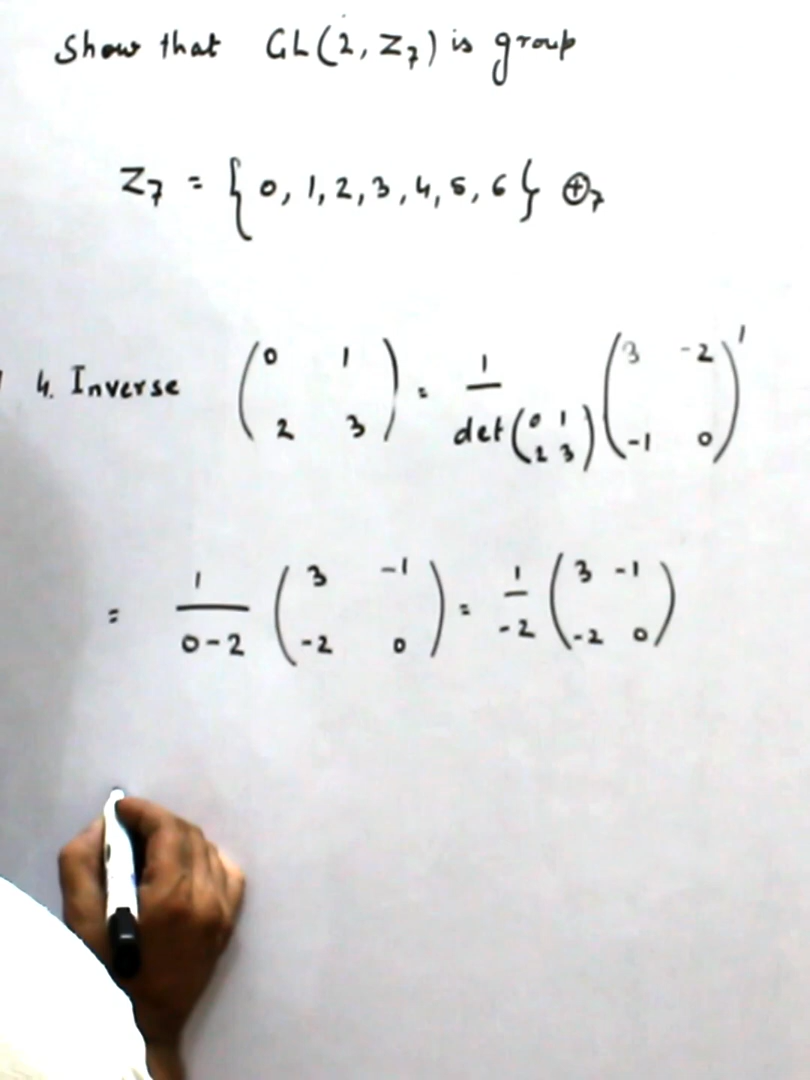 Show that GL(2, Z₇) is group
Z₇ = { 0, 1, 2, 3, 4, 5, 6 } ⊕₇
4. Inverse ( 0 1 ; 2 3 ) = 1 / det( 0 1 ; 2 3 ) ( 3 -2 ; -1 0 )'
= 1 / 0-2 ( 3 -1 ; -2 0 ) = 1 / -2 ( 3 -1 ; -2 0 )